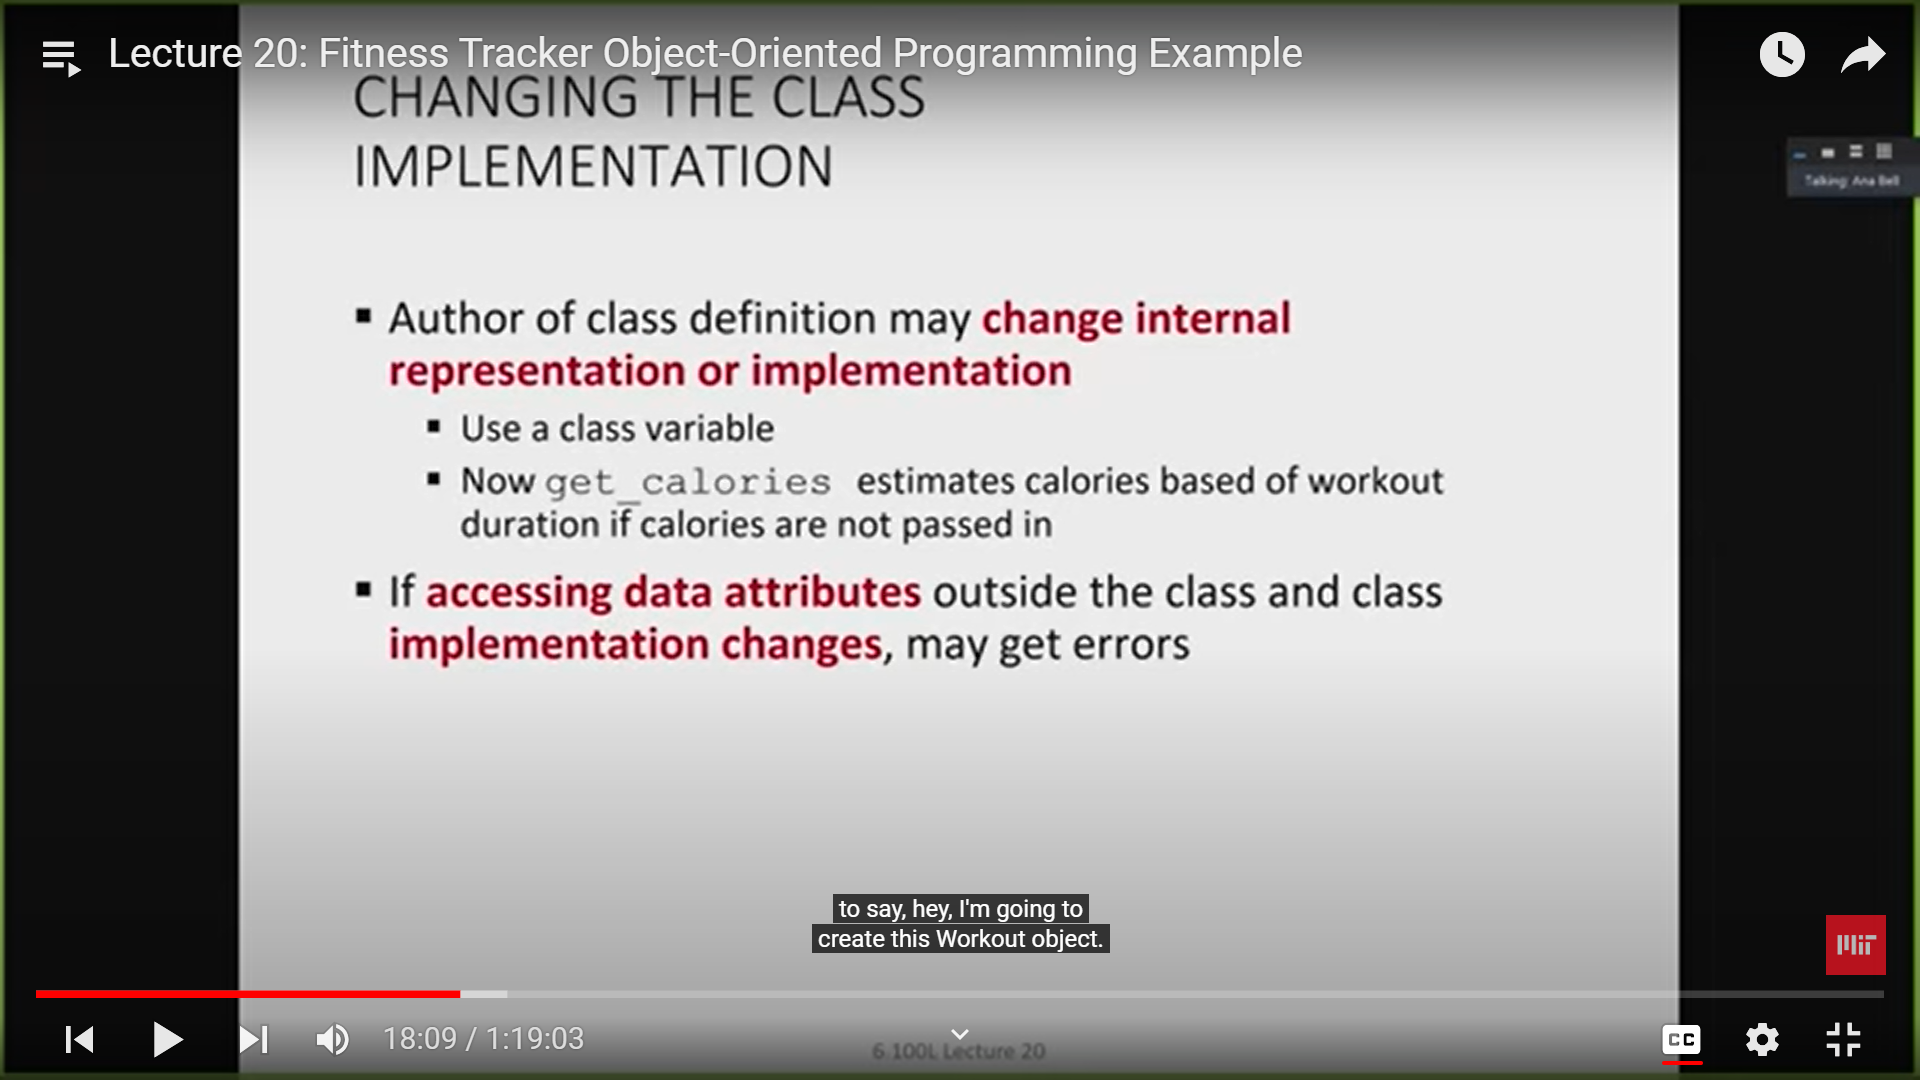 Lecture 20: Fitness Tracker Object-Oriented Programming Example
CHANGING THE CLASS
IMPLEMENTATION
Talking: Ana Bell
▪ Author of class definition may change internal
representation or implementation
▪ Use a class variable
▪ Now get_calories estimates calories based of workout
duration if calories are not passed in
▪ If accessing data attributes outside the class and class
implementation changes, may get errors
to say, hey, I'm going to
create this Workout object.
MIT
18:09 / 1:19:03
6.100L Lecture 20
CC